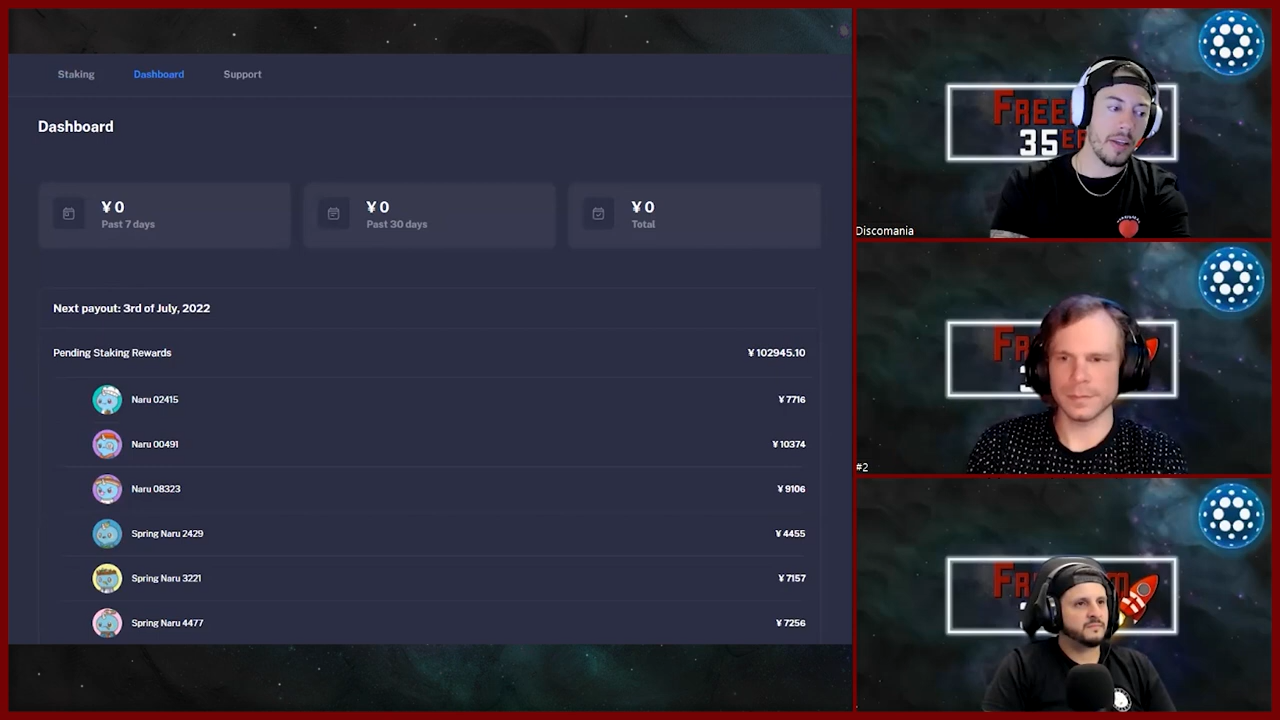 Staking
Dashboard
Support
Dashboard
¥ 0
Past 7 days
¥ 0
Past 30 days
¥ 0
Total
Next payout: 3rd of July, 2022
Pending Staking Rewards
¥ 102945.10
Naru 02415
¥ 7716
Naru 00491
¥ 10374
Naru 08323
¥ 9106
Spring Naru 2429
¥ 4455
Spring Naru 3221
¥ 7157
Spring Naru 4477
¥ 7256
35
Discomania
#2